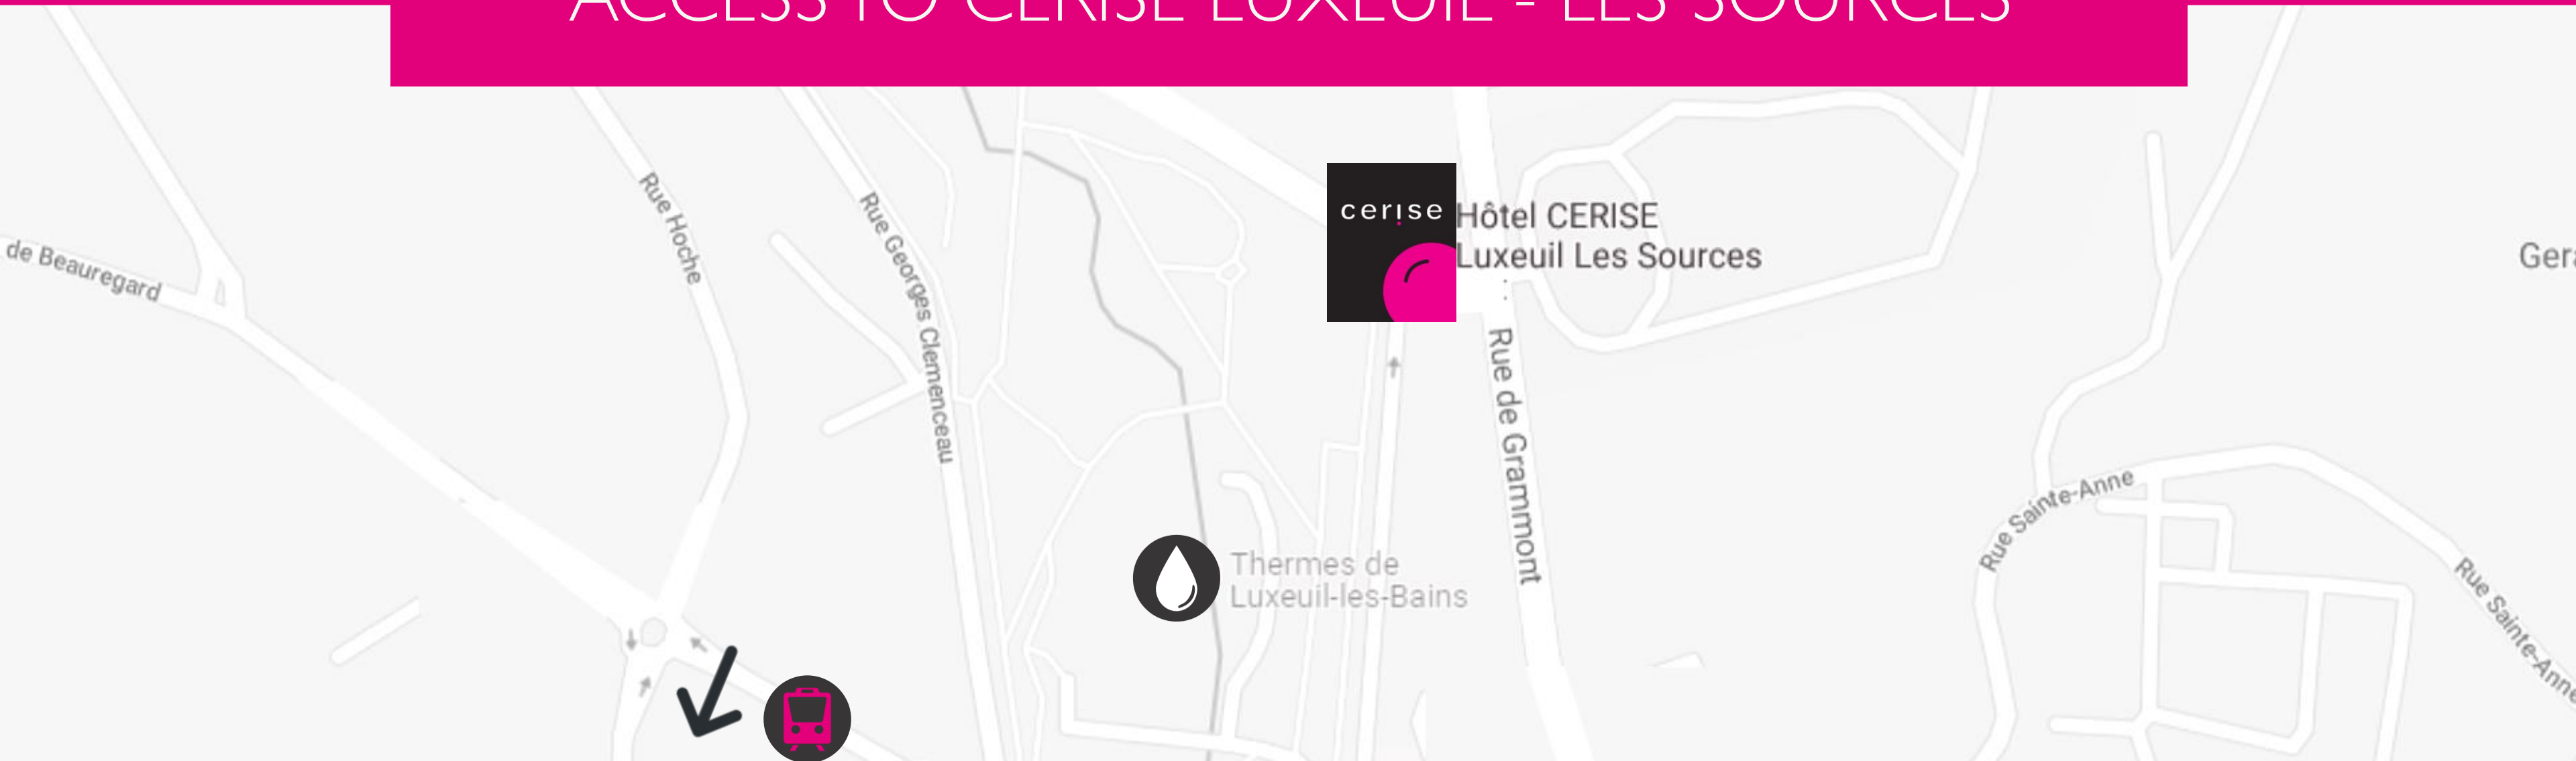 ACCESS TO CERISE LUXEUIL - LES SOURCES
de Beauregard
Rue Hoche
Rue Georges Clemenceau
cerise
Hôtel CERISE
Luxeuil Les Sources
Rue de Grammont
Thermes de
Luxeuil-les-Bains
Rue Sainte-Anne
Rue Sainte-Anne